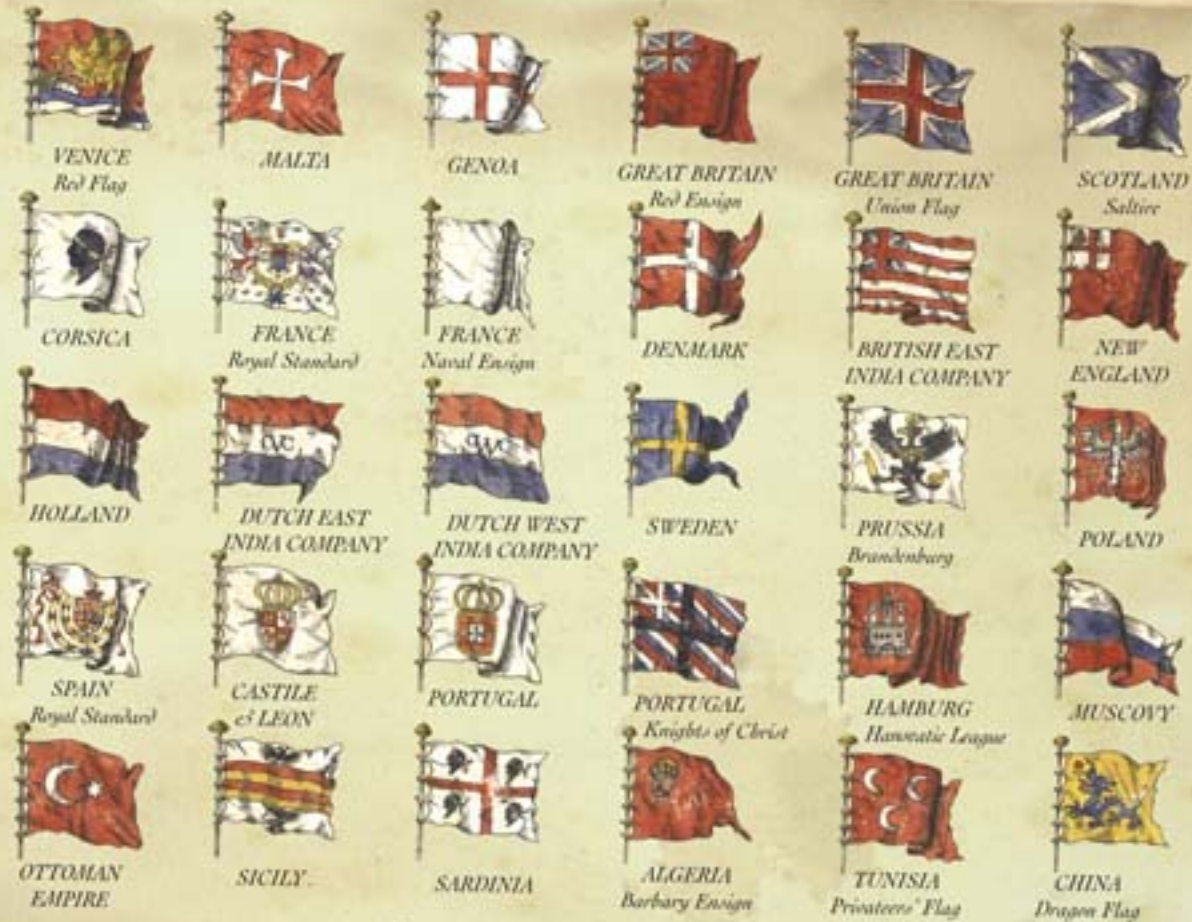 VENICE
Red Flag
MALTA
GENOA
GREAT BRITAIN
Red Ensign
GREAT BRITAIN
Union Flag
SCOTLAND
Saltire
CORSICA
FRANCE
Royal Standard
FRANCE
Naval Ensign
DENMARK
BRITISH EAST
INDIA COMPANY
NEW
ENGLAND
HOLLAND
DUTCH EAST
INDIA COMPANY
DUTCH WEST
INDIA COMPANY
SWEDEN
PRUSSIA
Brandenburg
POLAND
SPAIN
Royal Standard
CASTILE
& LEON
PORTUGAL
PORTUGAL
Knights of Christ
HAMBURG
Hanseatic League
MUSCOVY
OTTOMAN
EMPIRE
SICILY
SARDINIA
ALGERIA
Barbary Ensign
TUNISIA
Privateers' Flag
CHINA
Dragon Flag